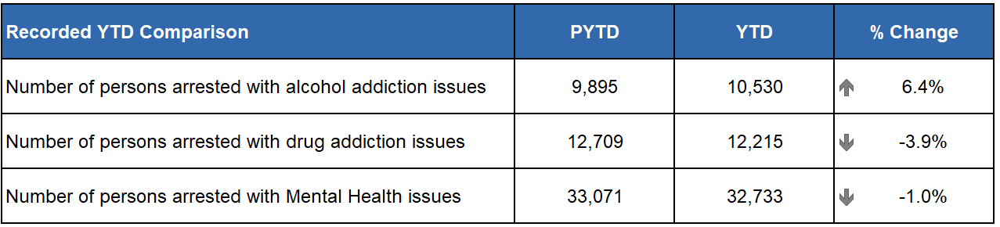 Recorded YTD Comparison PYTD YTD % Change
Number of persons arrested with alcohol addiction issues 9,895 10,530 6.4%
Number of persons arrested with drug addiction issues 12,709 12,215 -3.9%
Number of persons arrested with Mental Health issues 33,071 32,733 -1.0%